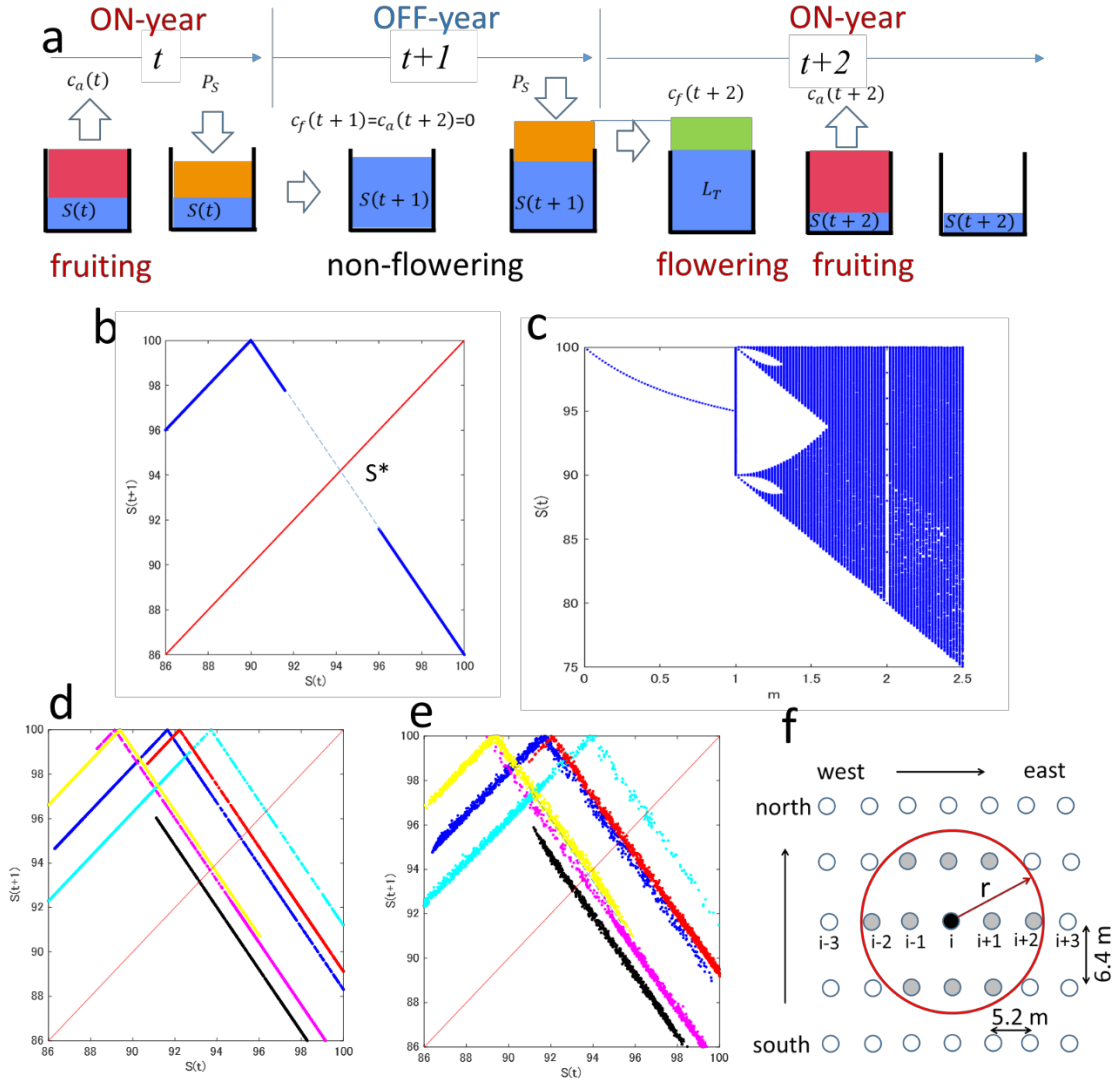 a
ON-year
OFF-year
ON-year
t
t+1
t+2
c_a(t)
P_S
c_f(t+1)=c_a(t+2)=0
P_S
c_f(t+2)
c_a(t+2)
S(t)
S(t)
S(t+1)
S(t+1)
L_T
S(t+2)
S(t+2)
fruiting
non-flowering
flowering
fruiting
b
100
98
96
94
92
90
88
86
S(t+1)
S*
86
88
90
92
94
96
98
100
S(t)
c
100
95
90
85
80
75
S(t)
0
0.5
1
1.5
2
2.5
m
d
100
98
96
94
92
90
88
86
S(t+1)
86
88
90
92
94
96
98
100
S(t)
e
100
98
96
94
92
90
88
86
S(t+1)
86
88
90
92
94
96
98
100
S(t)
f
west
east
north
r
i-3
i-2
i-1
i
i+1
i+2
i+3
6.4 m
5.2 m
south